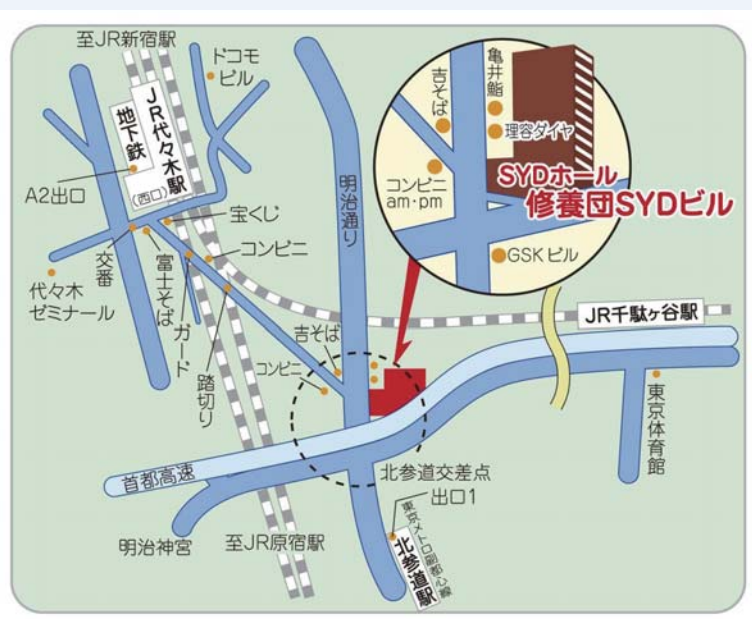 至JR新宿駅
ドコモ
ビル
JR代々木駅
(西口)
地下鉄
A2出口
明治通り
吉そば
亀井鮨
理容ダイヤ
コンビニ
am・pm
SYDホール
修養団SYDビル
GSKビル
宝くじ
コンビニ
交番
富士そば
ガード
踏切り
代々木
ゼミナール
JR千駄ヶ谷駅
吉そば
コンビニ
東京体育館
首都高速
北参道交差点
出口1
明治神宮
至JR原宿駅
東京メトロ副都心線
北参道駅